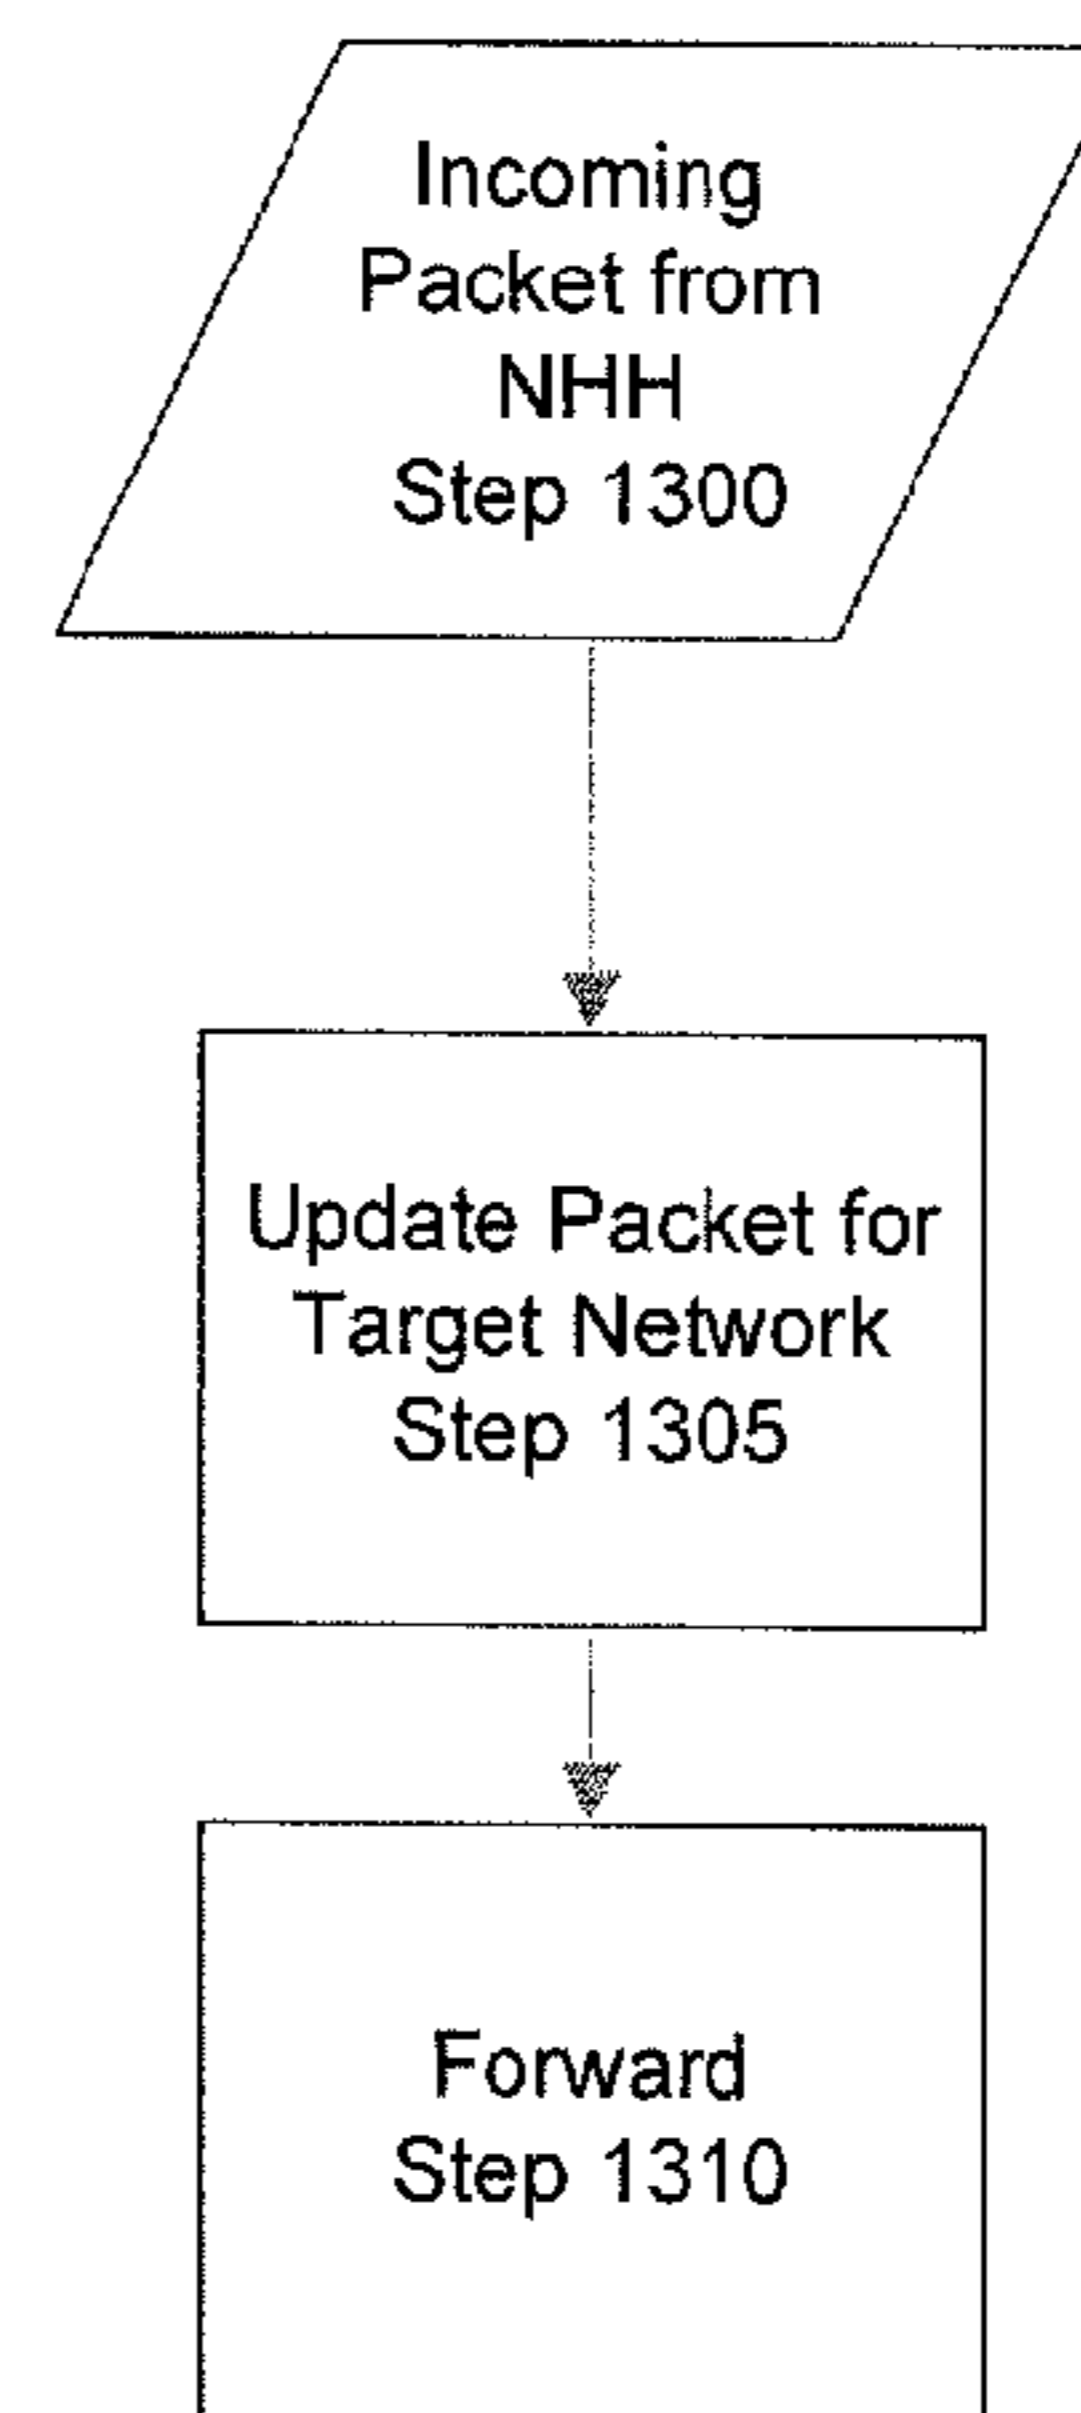 Incoming
Packet from
NHH
Step 1300
Update Packet for
Target Network
Step 1305
Forward
Step 1310